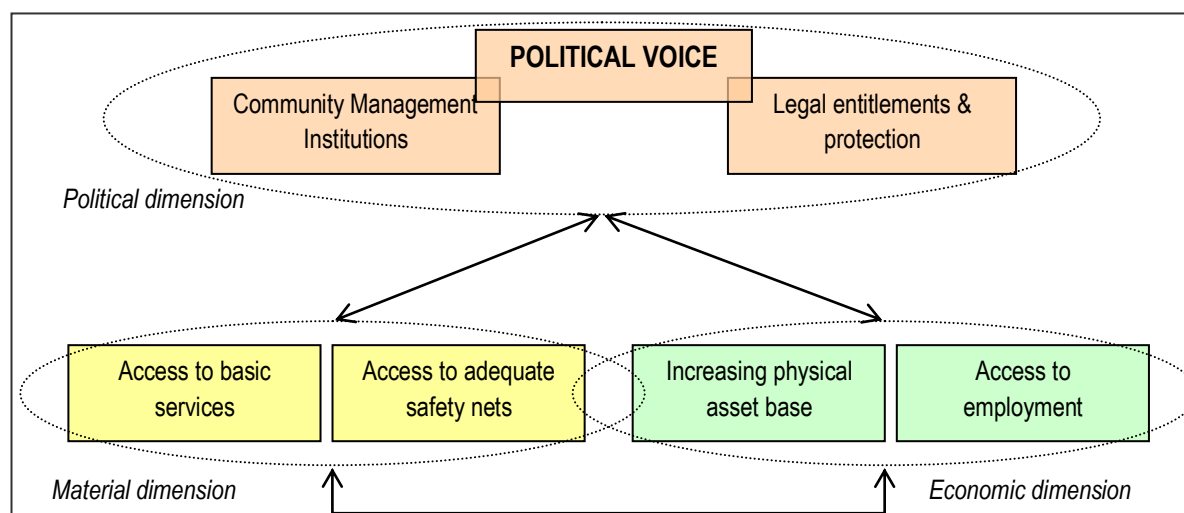 POLITICAL VOICE
Community Management
Institutions
Legal entitlements &
protection
Political dimension
Access to basic
services
Access to adequate
safety nets
Increasing physical
asset base
Access to
employment
Material dimension
Economic dimension